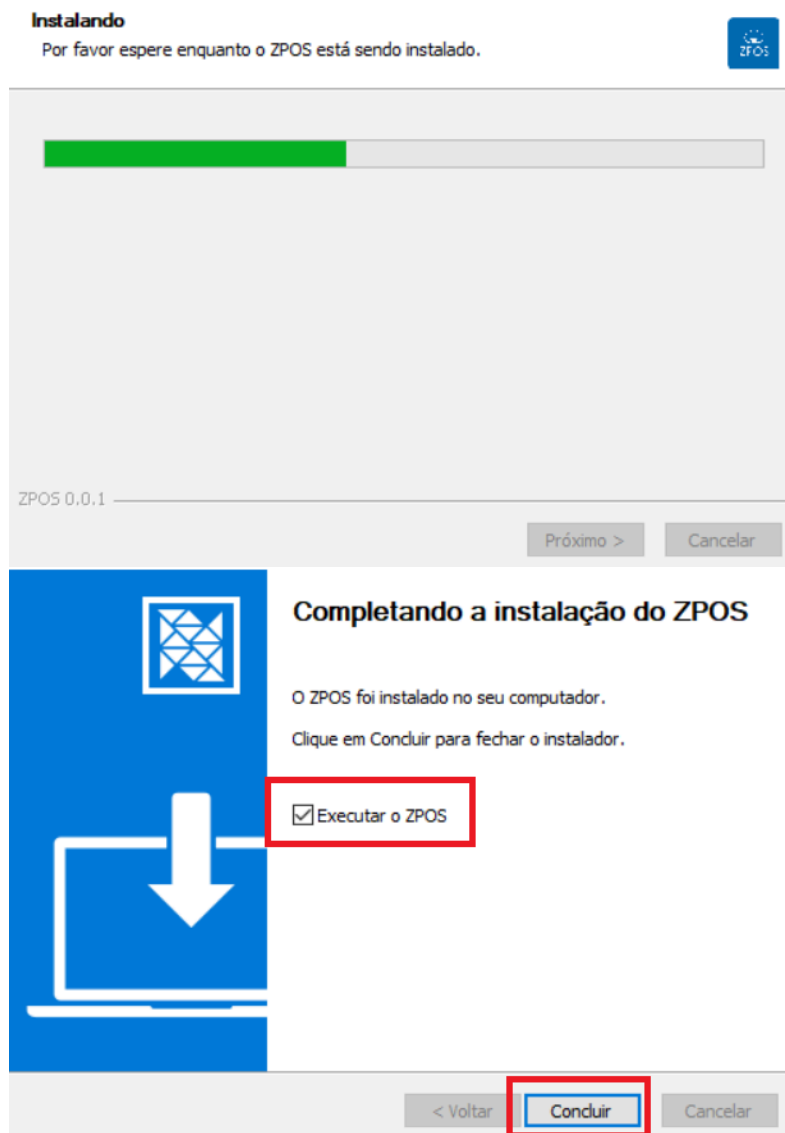 Instalando
Por favor espere enquanto o ZPOS está sendo instalado.
ZPOS
ZPOS 0.0.1
Próximo >
Cancelar
Completando a instalação do ZPOS
O ZPOS foi instalado no seu computador.
Clique em Concluir para fechar o instalador.
Executar o ZPOS
< Voltar
Concluir
Cancelar